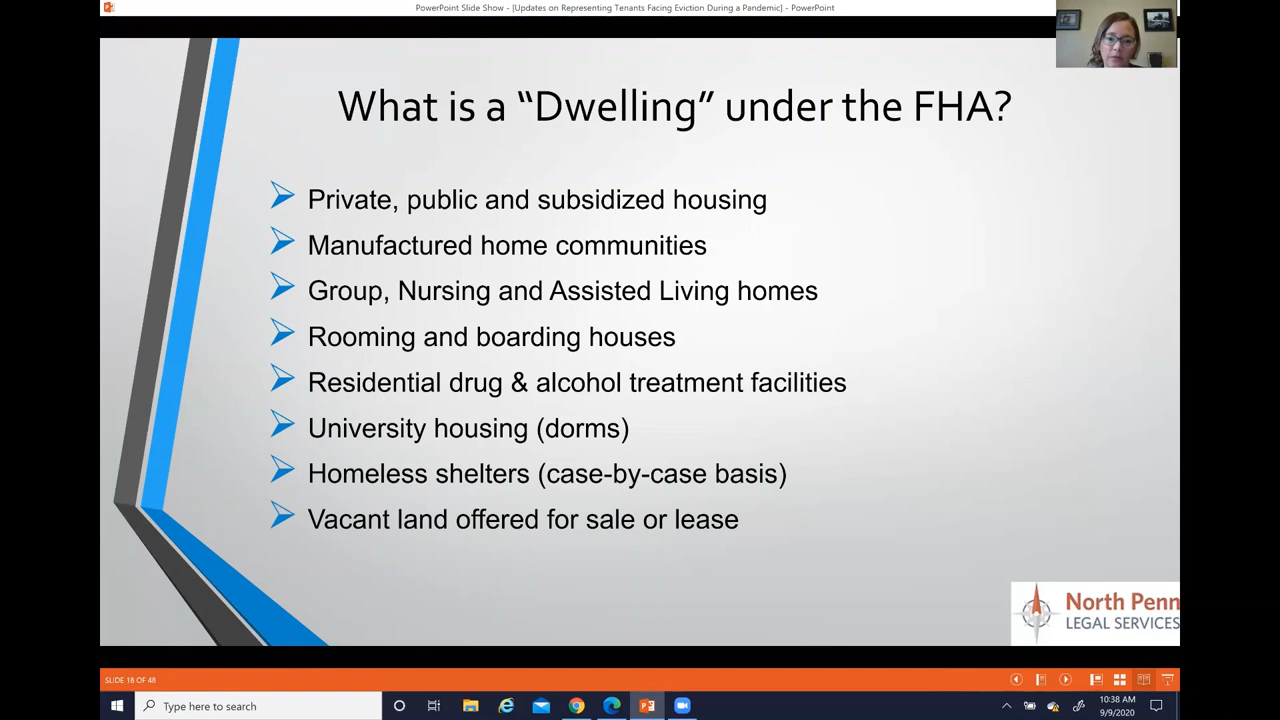 PowerPoint Slide Show - [Updates on Representing Tenants Facing Eviction During a Pandemic] - PowerPoint
What is a “Dwelling” under the FHA?
Private, public and subsidized housing
Manufactured home communities
Group, Nursing and Assisted Living homes
Rooming and boarding houses
Residential drug & alcohol treatment facilities
University housing (dorms)
Homeless shelters (case-by-case basis)
Vacant land offered for sale or lease
North Penn
LEGAL SERVICES
SLIDE 18 OF 48
Type here to search
10:38 AM
9/9/2020